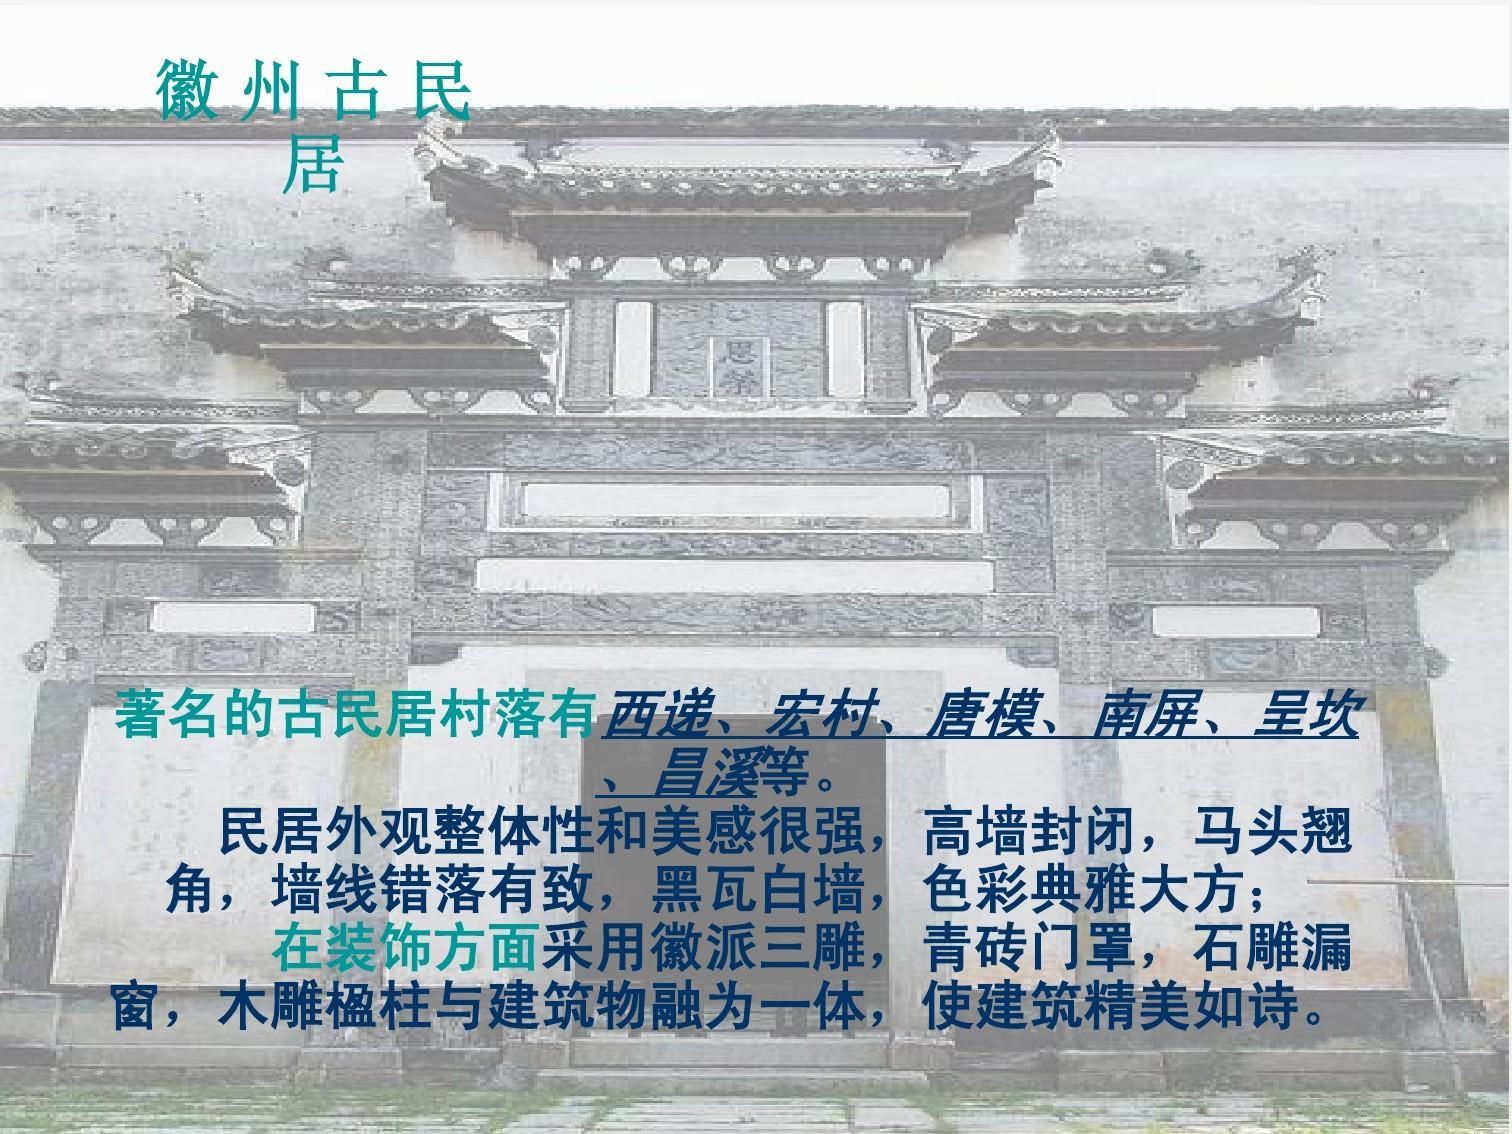 徽州古民
居
著名的古民居村落有西递、宏村、唐模、南屏、呈坎
、昌溪等。
民居外观整体性和美感很强，高墙封闭，马头翘
角，墙线错落有致，黑瓦白墙，色彩典雅大方；
在装饰方面采用徽派三雕，青砖门罩，石雕漏
窗，木雕楹柱与建筑物融为一体，使建筑精美如诗。